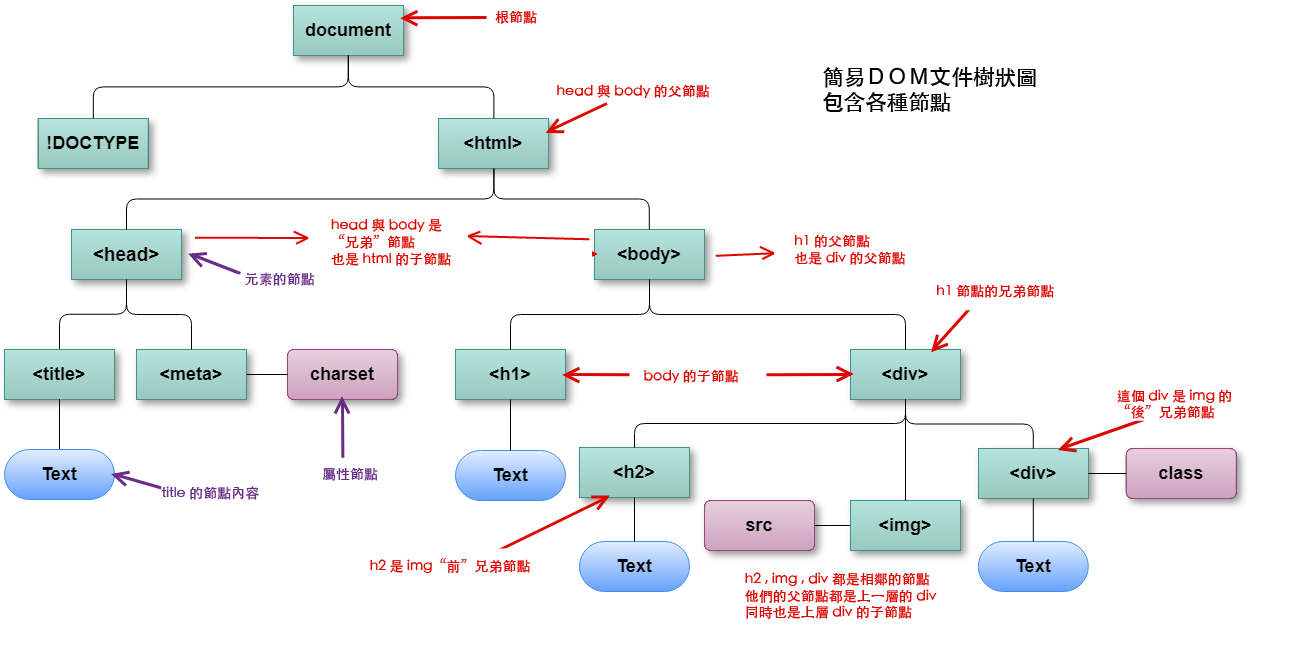 document
根節點
簡易ＤＯＭ文件樹狀圖
包含各種節點
head 與 body 的父節點
!DOCTYPE
<html>
head 與 body 是
“兄弟”節點
也是 html 的子節點
<head>
<body>
h1 的父節點
也是 div 的父節點
元素的節點
h1 節點的兄弟節點
<title>
<meta>
charset
<h1>
body 的子節點
<div>
這個 div 是 img 的
“後”兄弟節點
Text
title 的節點內容
屬性節點
Text
<h2>
<div>
class
src
<img>
h2 是 img“前”兄弟節點
Text
Text
h2 , img , div 都是相鄰的節點
他們的父節點都是上一層的 div
同時也是上層 div 的子節點